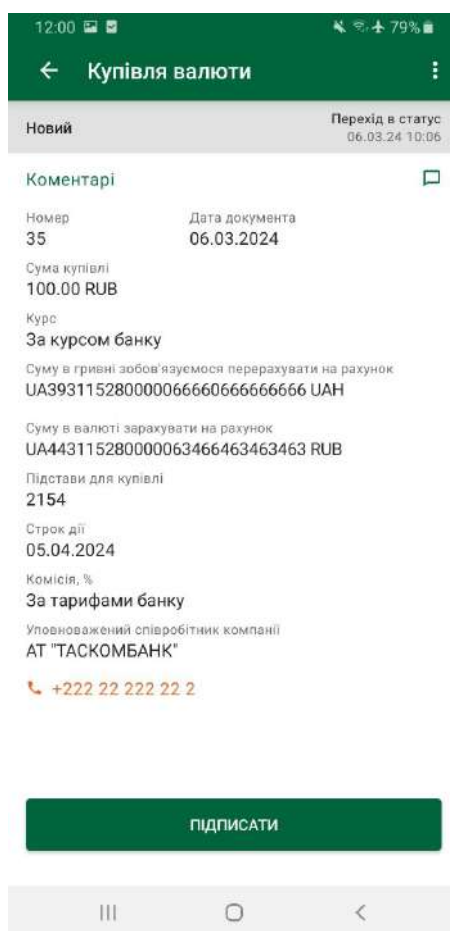 12:00 79%
Купівля валюти
Новий
Перехід в статус
06.03.24 10:06
Коментарі
Номер Дата документа
35 06.03.2024
Сума купівлі
100.00 RUB
Курс
За курсом банку
Суму в гривні зобов'язуємося перерахувати на рахунок
UA393115280000066660666666666 UAH
Суму в валюті зарахувати на рахунок
UA443115280000063466463463463 RUB
Підстави для купівлі
2154
Строк дії
05.04.2024
Комісія, %
За тарифами банку
Уповноважений співробітник компанії
АТ "ТАСКОМБАНК"
+222 22 222 22 2
ПІДПИСАТИ